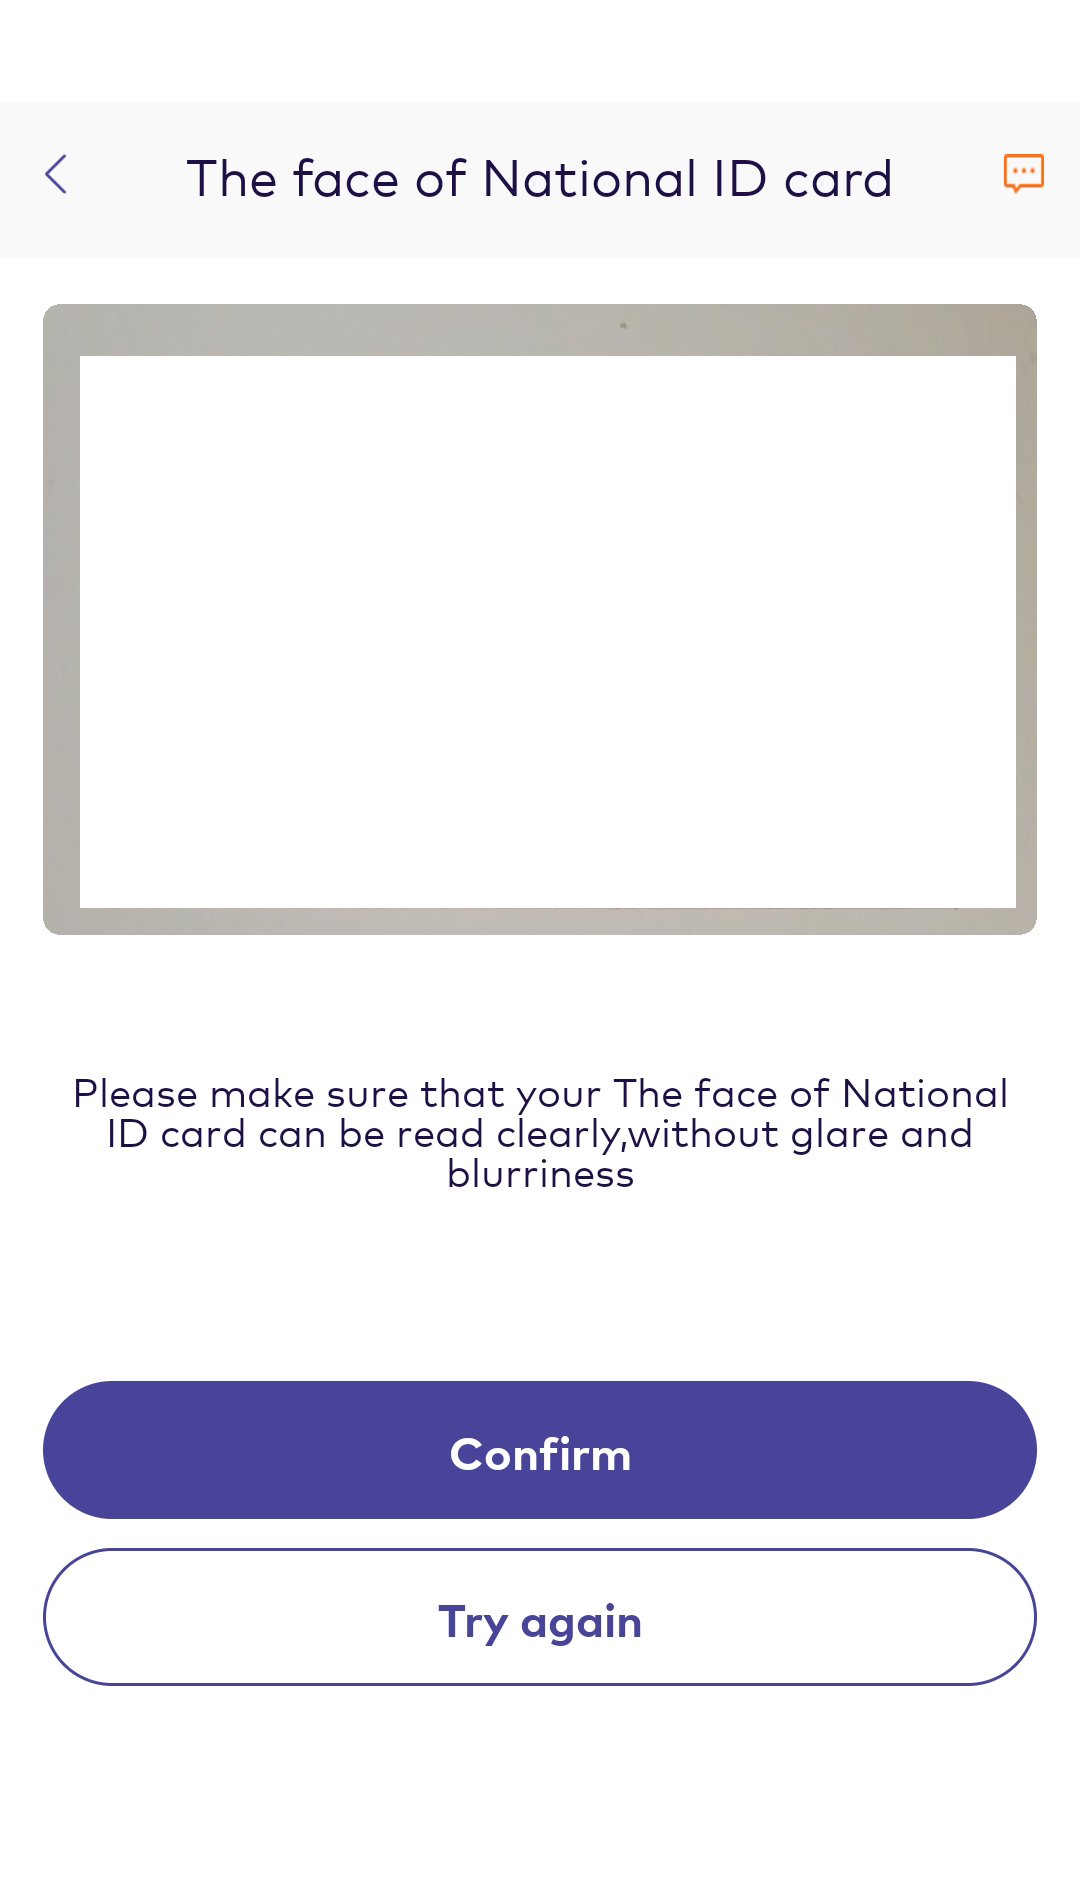 The face of National ID card
Please make sure that your The face of National
ID card can be read clearly,without glare and
blurriness
Confirm
Try again